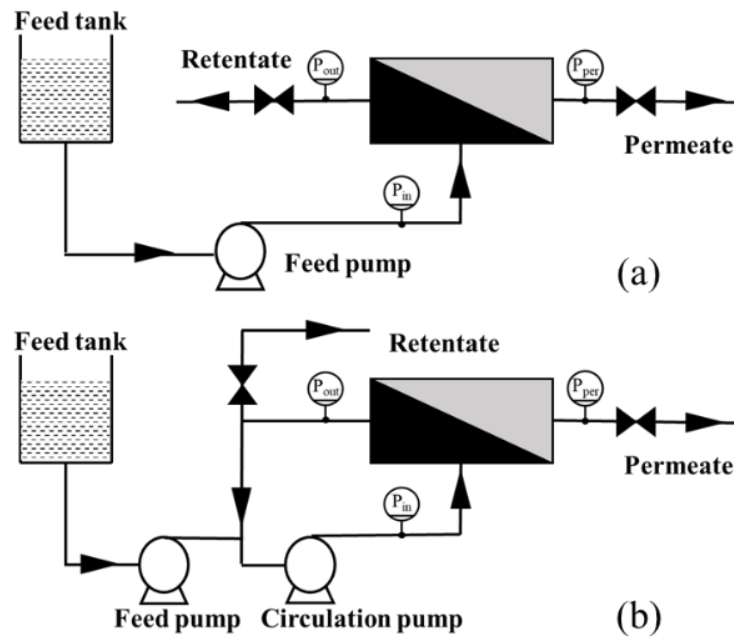 Feed tank
Retentate
P_out
P_per
Permeate
P_in
Feed pump
(a)
Feed tank
Retentate
P_out
P_per
Permeate
P_in
Feed pump
Circulation pump
(b)